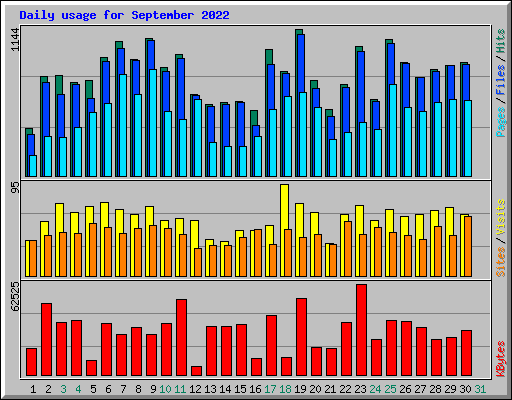 Daily usage for September 2022
1144
Pages / Files / Hits
95
Sites / Visits
62525
KBytes
1 2 3 4 5 6 7 8 9 10 11 12 13 14 15 16 17 18 19 20 21 22 23 24 25 26 27 28 29 30 31